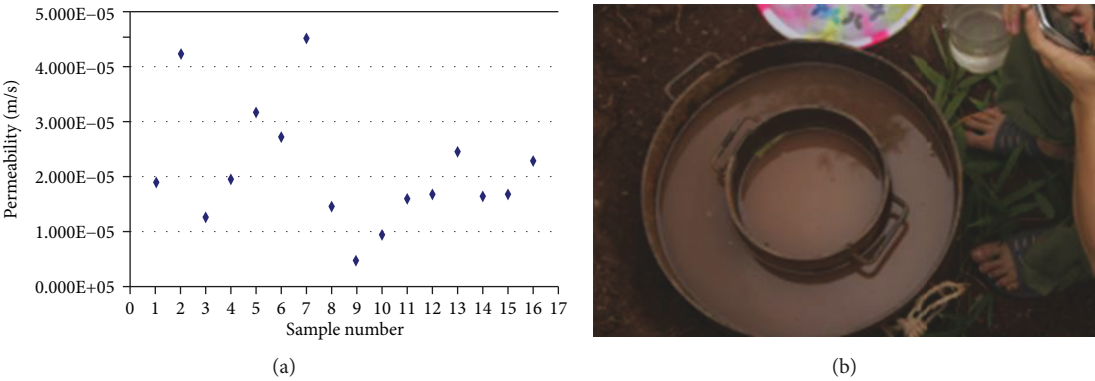 5.000E–05
4.000E–05
3.000E–05
2.000E–05
1.000E–05
0.000E+05
Permeability (m/s)
0 1 2 3 4 5 6 7 8 9 10 11 12 13 14 15 16 17
Sample number
(a)
(b)